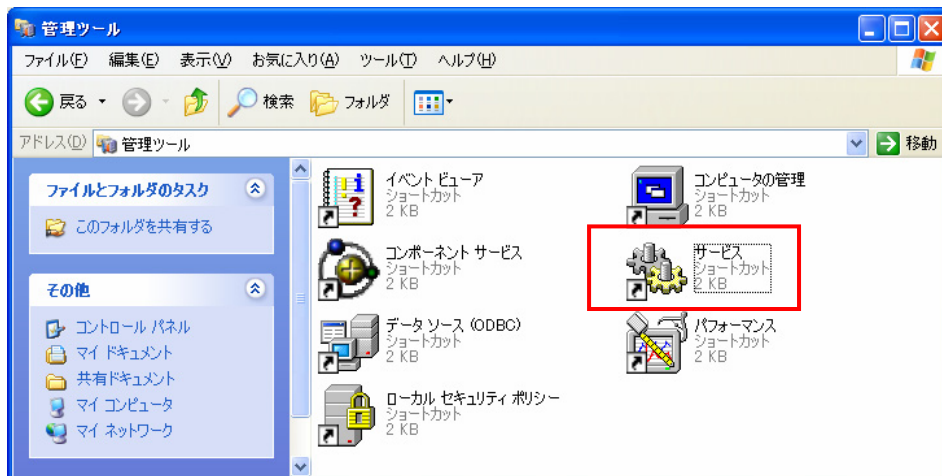 管理ツール
ファイル(F) 編集(E) 表示(V) お気に入り(A) ツール(T) ヘルプ(H)
戻る 検索 フォルダ
アドレス(D) 管理ツール 移動
ファイルとフォルダのタスク
このフォルダを共有する
その他
コントロール パネル
マイ ドキュメント
共有ドキュメント
マイ コンピュータ
マイ ネットワーク
イベント ビューア
ショートカット
2 KB
コンピュータの管理
ショートカット
2 KB
コンポーネント サービス
ショートカット
2 KB
サービス
ショートカット
2 KB
データ ソース (ODBC)
ショートカット
2 KB
パフォーマンス
ショートカット
2 KB
ローカル セキュリティ ポリシー
ショートカット
2 KB